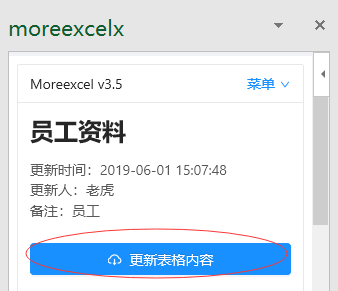 moreexcelx
Moreexcel v3.5 菜单
员工资料
更新时间：2019-06-01 15:07:48
更新人：老虎
备注：员工
更新表格内容